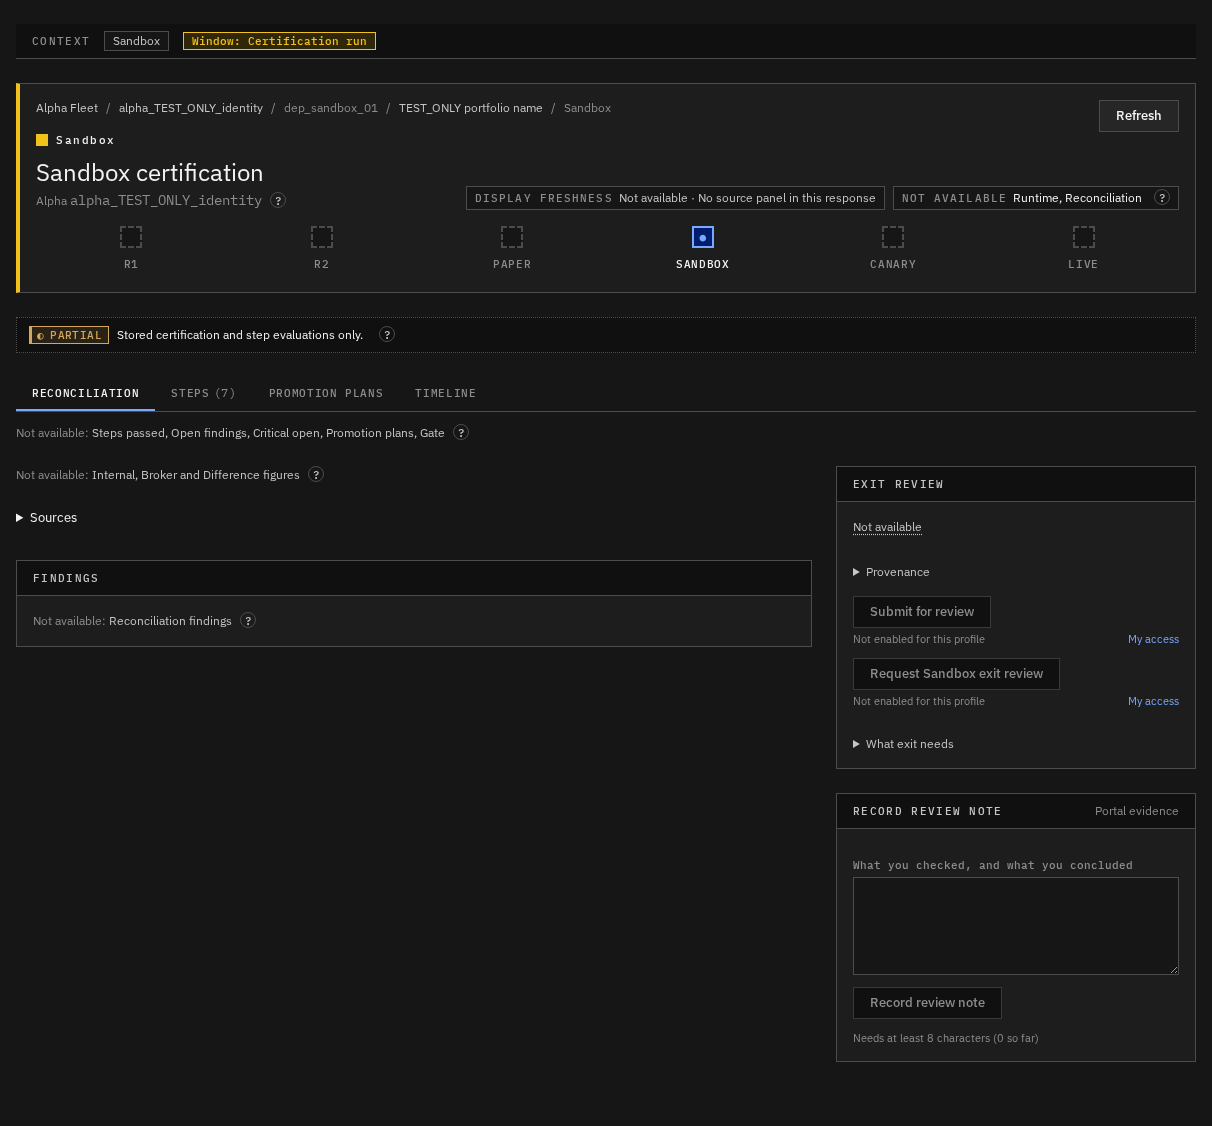 CONTEXT Sandbox Window: Certification run
Alpha Fleet / alpha_TEST_ONLY_identity / dep_sandbox_01 / TEST_ONLY portfolio name / Sandbox
Refresh
Sandbox
Sandbox certification
Alpha alpha_TEST_ONLY_identity ?
DISPLAY FRESHNESS Not available · No source panel in this response
NOT AVAILABLE Runtime, Reconciliation ?
R1 R2 PAPER SANDBOX CANARY LIVE
◐ PARTIAL Stored certification and step evaluations only. ?
RECONCILIATION STEPS (7) PROMOTION PLANS TIMELINE
Not available: Steps passed, Open findings, Critical open, Promotion plans, Gate ?
Not available: Internal, Broker and Difference figures ?
Sources
FINDINGS
Not available: Reconciliation findings ?
EXIT REVIEW
Not available
Provenance
Submit for review
Not enabled for this profile My access
Request Sandbox exit review
Not enabled for this profile My access
What exit needs
RECORD REVIEW NOTE Portal evidence
What you checked, and what you concluded
Record review note
Needs at least 8 characters (0 so far)